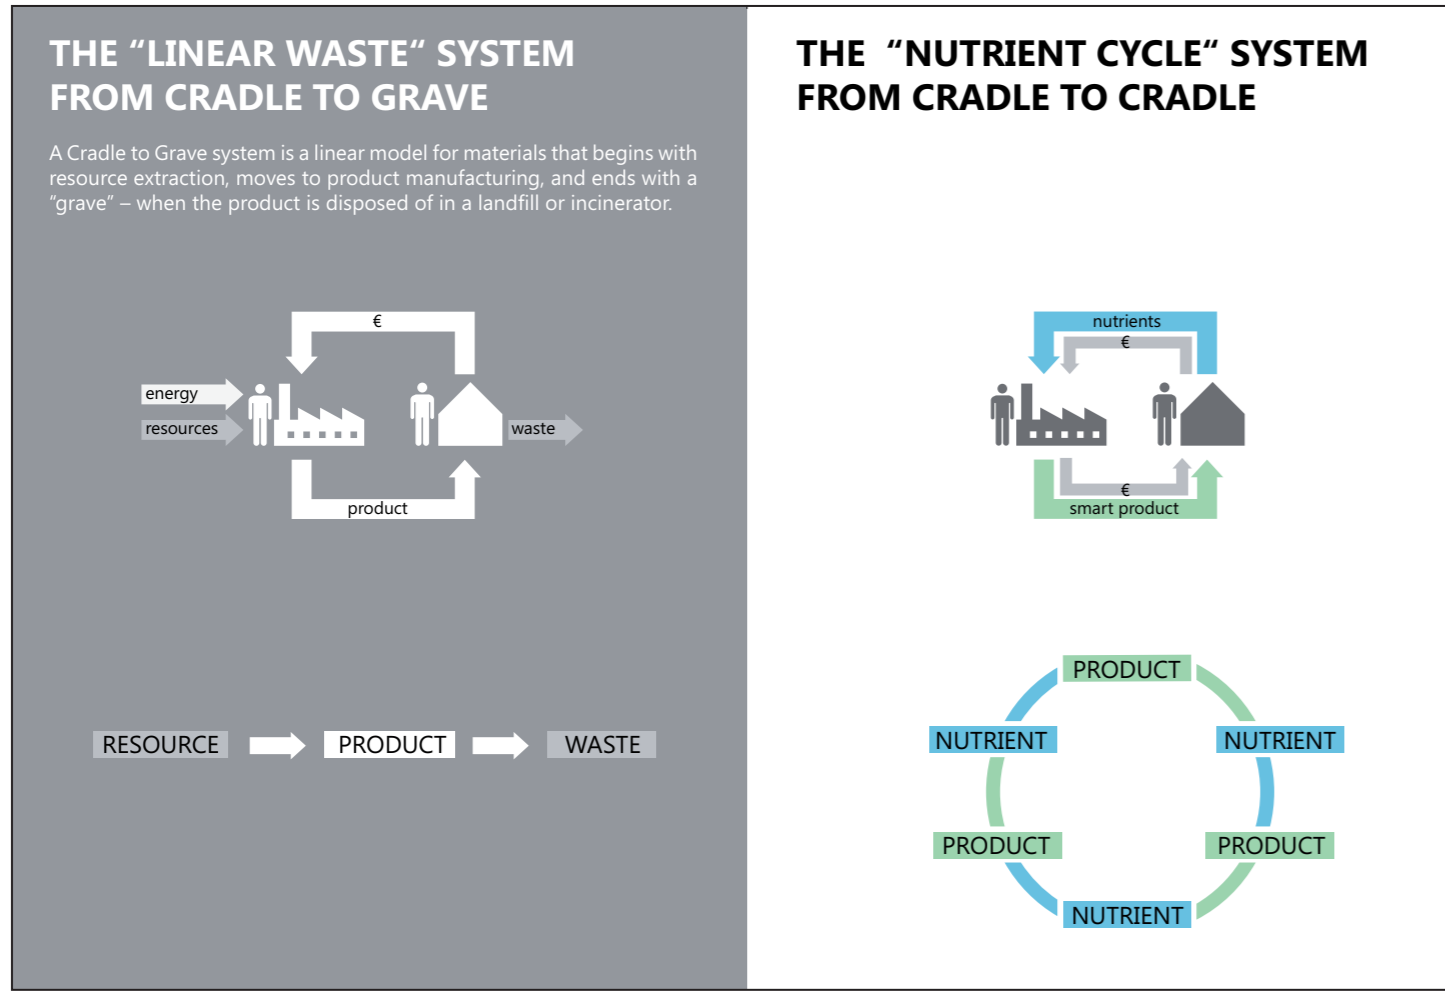 THE “LINEAR WASTE“ SYSTEM
FROM CRADLE TO GRAVE
A Cradle to Grave system is a linear model for materials that begins with
resource extraction, moves to product manufacturing, and ends with a
“grave” – when the product is disposed of in a landfill or incinerator.
€
energy
resources
waste
product
RESOURCE
PRODUCT
WASTE
THE “NUTRIENT CYCLE“ SYSTEM
FROM CRADLE TO CRADLE
nutrients
€
€
smart product
PRODUCT
NUTRIENT
NUTRIENT
PRODUCT
PRODUCT
NUTRIENT